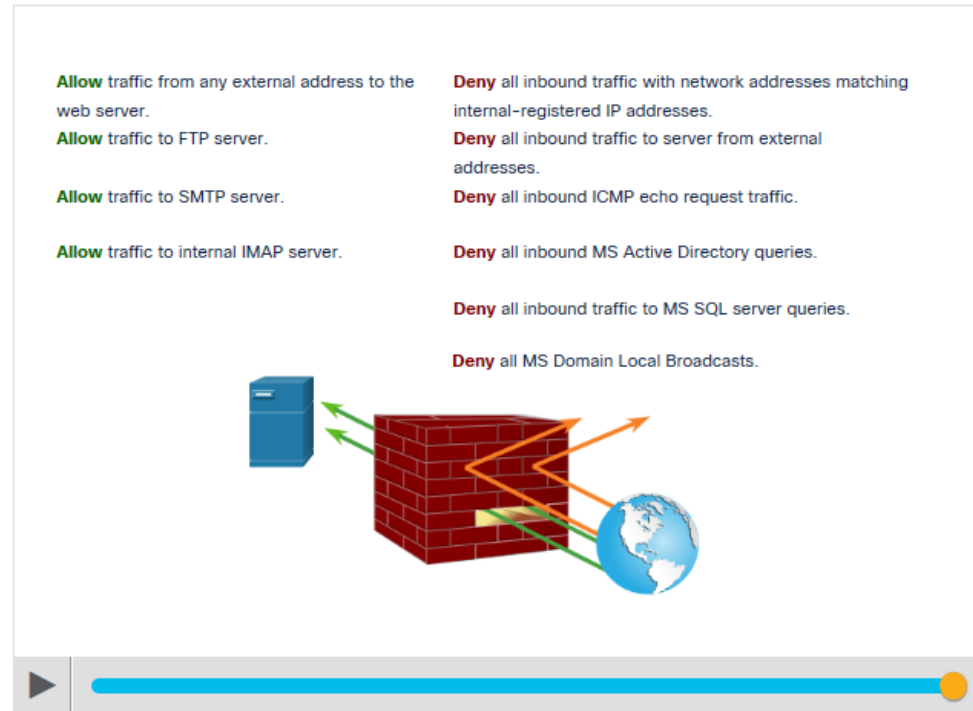 Allow traffic from any external address to the
web server.
Allow traffic to FTP server.
Allow traffic to SMTP server.
Allow traffic to internal IMAP server.
Deny all inbound traffic with network addresses matching
internal-registered IP addresses.
Deny all inbound traffic to server from external
addresses.
Deny all inbound ICMP echo request traffic.
Deny all inbound MS Active Directory queries.
Deny all inbound traffic to MS SQL server queries.
Deny all MS Domain Local Broadcasts.